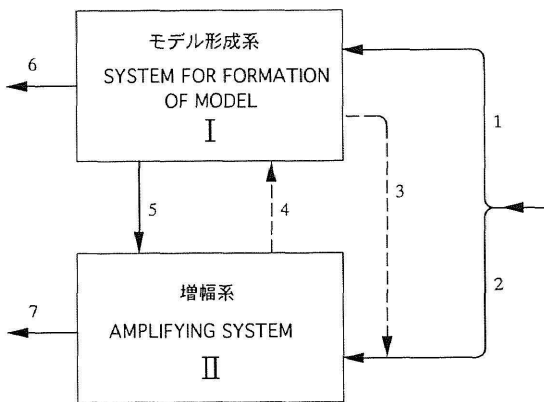 モデル形成系
SYSTEM FOR FORMATION
OF MODEL
I
6
1
3
5
4
2
7
増幅系
AMPLIFYING SYSTEM
II